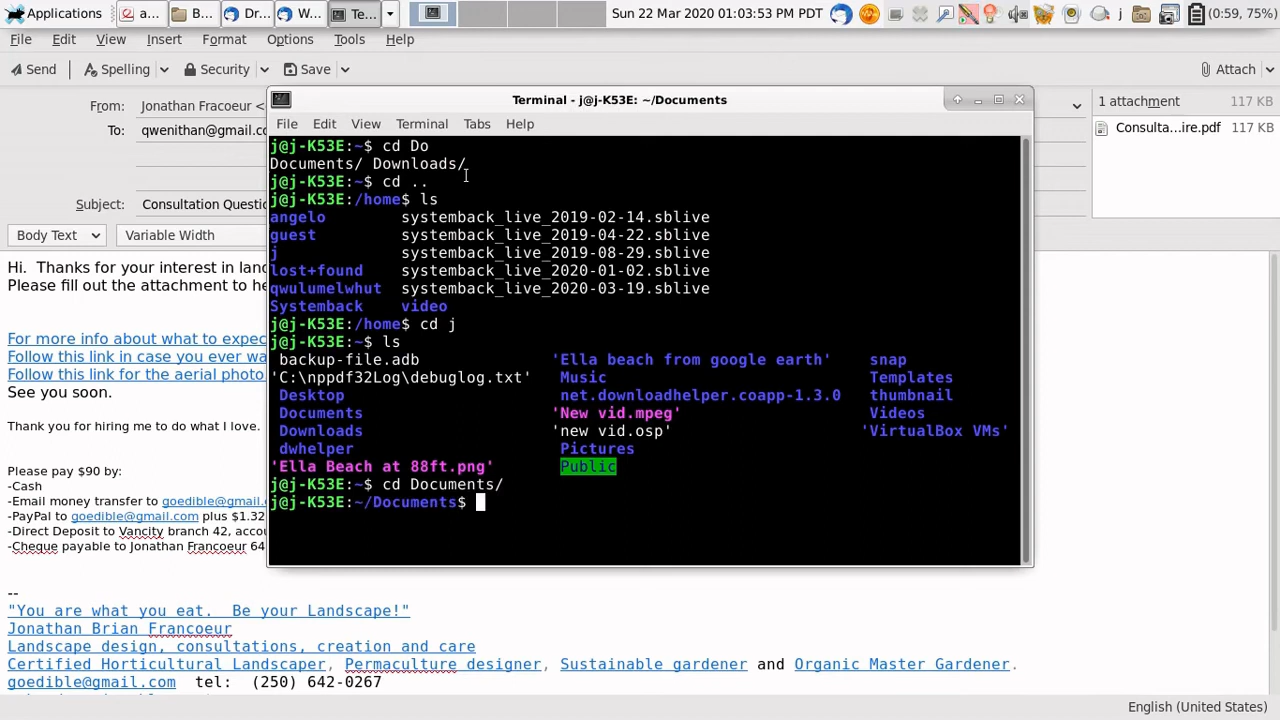 Applications a... B... Dr... W... Te... Sun 22 Mar 2020 01:03:53 PM PDT j (0:59, 75%)
File Edit View Insert Format Options Tools Help
Send Spelling Security Save Attach
From: Jonathan Fracoeur <
To: qwenithan@gmail.co
Subject: Consultation Questic
Body Text Variable Width
1 attachment 117 KB
Consulta...ire.pdf 117 KB
Terminal - j@j-K53E: ~/Documents
File Edit View Terminal Tabs Help
j@j-K53E:~$ cd Do
Documents/ Downloads/
j@j-K53E:~$ cd ..
j@j-K53E:/home$ ls
angelo systemback_live_2019-02-14.sblive
guest systemback_live_2019-04-22.sblive
j systemback_live_2019-08-29.sblive
lost+found systemback_live_2020-01-02.sblive
qwulumelwhut systemback_live_2020-03-19.sblive
Systemback video
j@j-K53E:/home$ cd j
j@j-K53E:~$ ls
backup-file.adb 'Ella beach from google earth' snap
'C:\nppdf32Log\debuglog.txt' Music Templates
Desktop net.downloadhelper.coapp-1.3.0 thumbnail
Documents 'New vid.mpeg' Videos
Downloads 'new vid.osp' 'VirtualBox VMs'
dwhelper Pictures
'Ella Beach at 88ft.png' Public
j@j-K53E:~$ cd Documents/
j@j-K53E:~/Documents$
Hi. Thanks for your interest in lan
Please fill out the attachment to he
For more info about what to expec
Follow this link in case you ever wa
Follow this link for the aerial photo
See you soon.
Thank you for hiring me to do what I love.
Please pay $90 by:
-Cash
-Email money transfer to goedible@gmail.
-PayPal to goedible@gmail.com plus $1.32
-Direct Deposit to Vancity branch 42, accou
-Cheque payable to Jonathan Francoeur 64
--
"You are what you eat. Be your Landscape!"
Jonathan Brian Francoeur
Landscape design, consultations, creation and care
Certified Horticultural Landscaper, Permaculture designer, Sustainable gardener and Organic Master Gardener.
goedible@gmail.com tel: (250) 642-0267
English (United States)